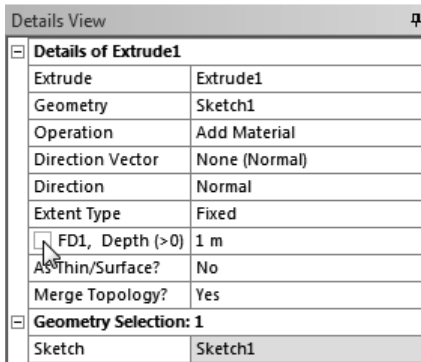 Details View
Details of Extrude1
Extrude Extrude1
Geometry Sketch1
Operation Add Material
Direction Vector None (Normal)
Direction Normal
Extent Type Fixed
FD1, Depth (>0) 1 m
As Thin/Surface? No
Merge Topology? Yes
Geometry Selection: 1
Sketch Sketch1